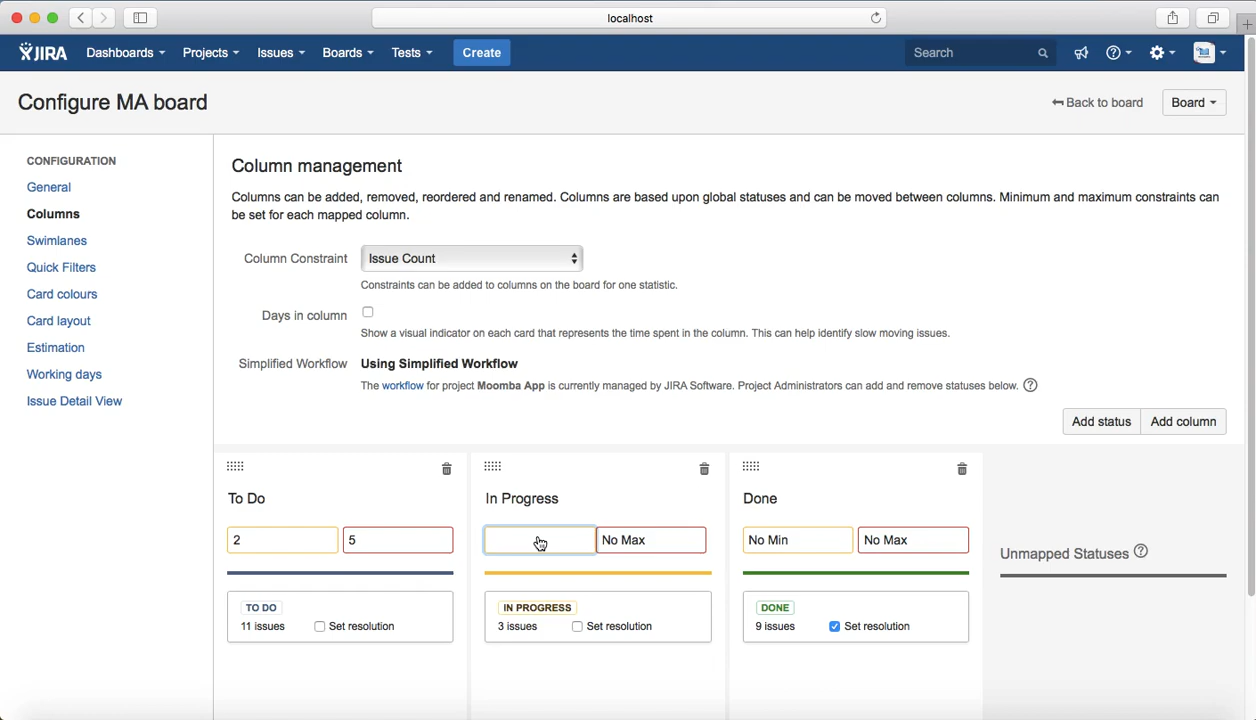 localhost
JIRA Dashboards Projects Issues Boards Tests Create Search
Configure MA board
Back to board Board
CONFIGURATION
General
Columns
Swimlanes
Quick Filters
Card colours
Card layout
Estimation
Working days
Issue Detail View
Column management
Columns can be added, removed, reordered and renamed. Columns are based upon global statuses and can be moved between columns. Minimum and maximum constraints can
be set for each mapped column.
Column Constraint Issue Count
Constraints can be added to columns on the board for one statistic.
Days in column
Show a visual indicator on each card that represents the time spent in the column. This can help identify slow moving issues.
Simplified Workflow Using Simplified Workflow
The workflow for project Moomba App is currently managed by JIRA Software. Project Administrators can add and remove statuses below.
Add status Add column
To Do In Progress Done
2 5 No Max No Min No Max
Unmapped Statuses
TO DO IN PROGRESS DONE
11 issues Set resolution 3 issues Set resolution 9 issues Set resolution